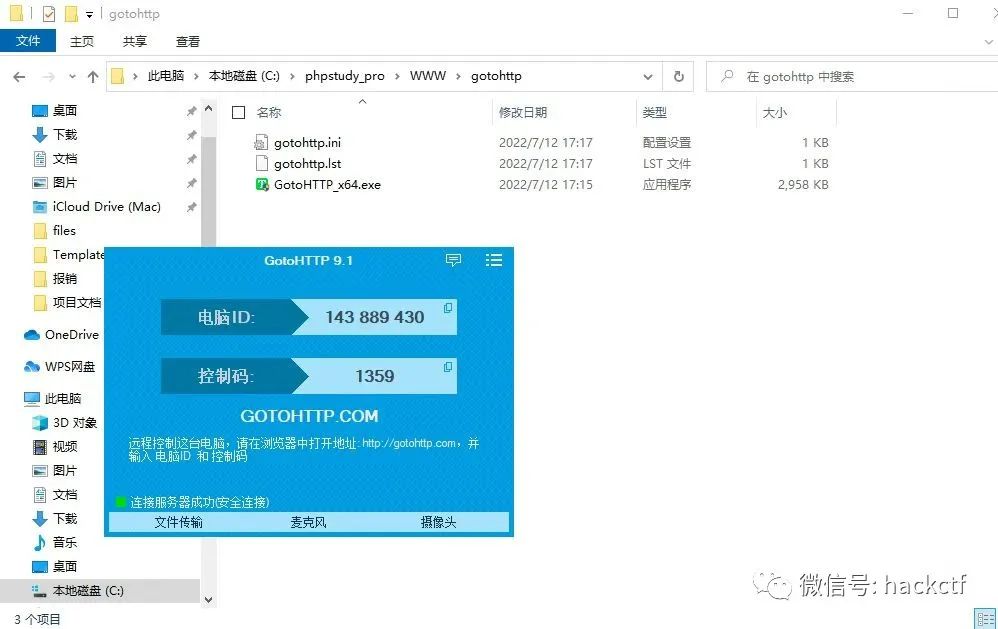 gotohttp
文件 主页 共享 查看
此电脑 本地磁盘 (C:) phpstudy_pro WWW gotohttp 在 gotohttp 中搜索
名称 修改日期 类型 大小
gotohttp.ini 2022/7/12 17:17 配置设置 1 KB
gotohttp.lst 2022/7/12 17:17 LST 文件 1 KB
GotoHTTP_x64.exe 2022/7/12 17:15 应用程序 2,958 KB
桌面
下载
文档
图片
iCloud Drive (Mac)
files
Template
报销
项目文档
OneDrive
WPS网盘
此电脑
3D 对象
视频
图片
文档
下载
音乐
桌面
本地磁盘 (C:)
GotoHTTP 9.1
电脑ID: 143 889 430
控制码: 1359
GOTOHTTP.COM
远程控制这台电脑，请在浏览器中打开地址: http://gotohttp.com，并
输入 电脑ID 和 控制码
连接服务器成功(安全连接)
文件传输 麦克风 摄像头
微信号: hackctf
3 个项目